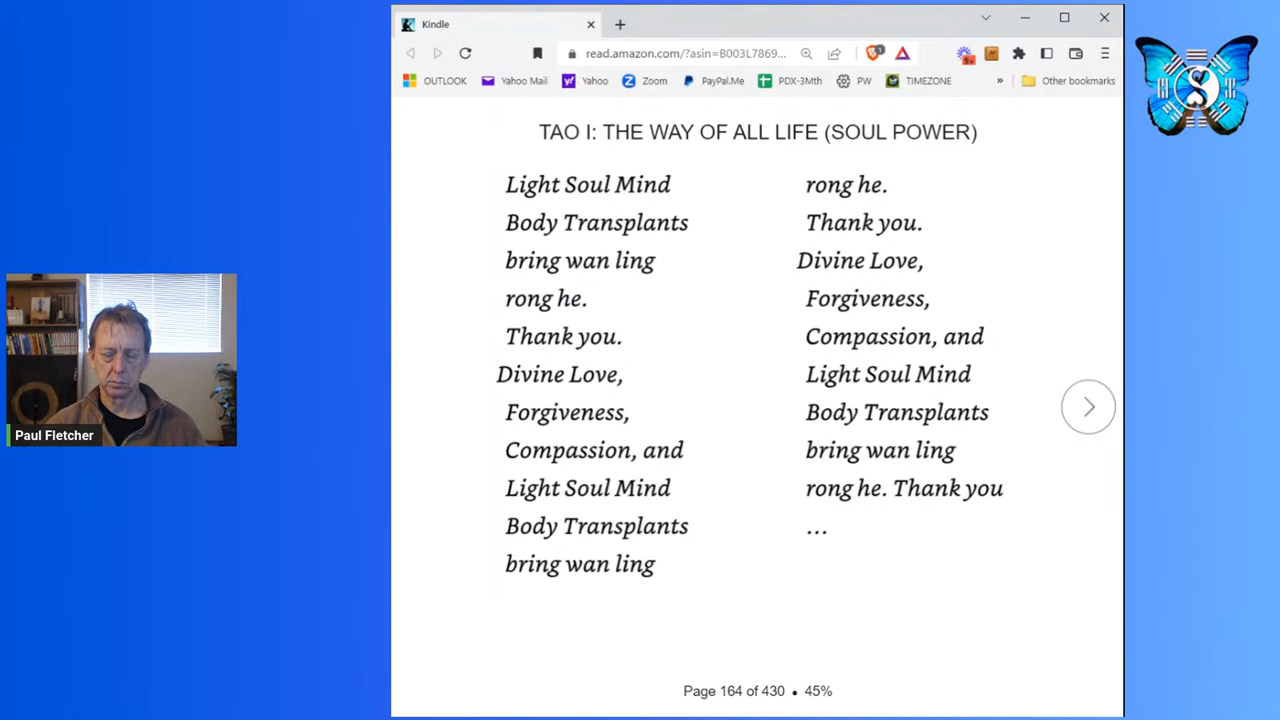 Kindle
read.amazon.com/?asin=B003L7869...
9+
OUTLOOK
Yahoo Mail
Yahoo
Zoom
PayPal.Me
PDX-3Mth
PW
TIMEZONE
»
Other bookmarks
TAO I: THE WAY OF ALL LIFE (SOUL POWER)
Light Soul Mind
Body Transplants
bring wan ling
rong he.
Thank you.
Divine Love,
Forgiveness,
Compassion, and
Light Soul Mind
Body Transplants
bring wan ling
rong he.
Thank you.
Divine Love,
Forgiveness,
Compassion, and
Light Soul Mind
Body Transplants
bring wan ling
rong he. Thank you
...
Page 164 of 430 • 45%
Paul Fletcher